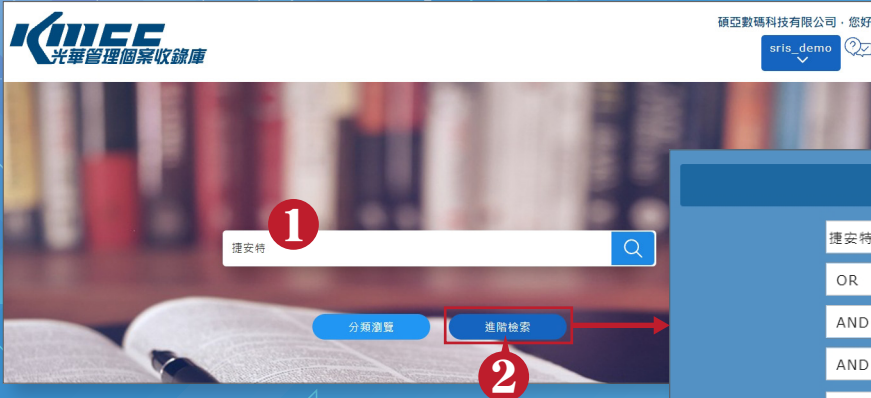 KMCC
光華管理個案收錄庫
碩亞數碼科技有限公司，您好
sris_demo
1
捷安特
分類瀏覽
進階檢索
2
捷安特
OR
AND
AND